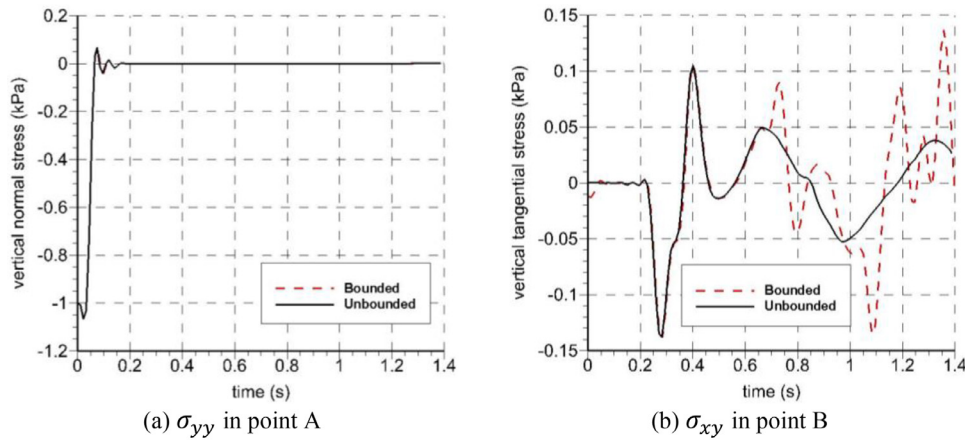 0.2
0
-0.2
-0.4
-0.6
-0.8
-1
-1.2
vertical normal stress (kPa)
Bounded
Unbounded
0 0.2 0.4 0.6 0.8 1 1.2 1.4
time (s)
(a) σyy in point A
0.15
0.1
0.05
0
-0.05
-0.1
-0.15
vertical tangential stress (kPa)
Bounded
Unbounded
0 0.2 0.4 0.6 0.8 1 1.2 1.4
time (s)
(b) σxy in point B